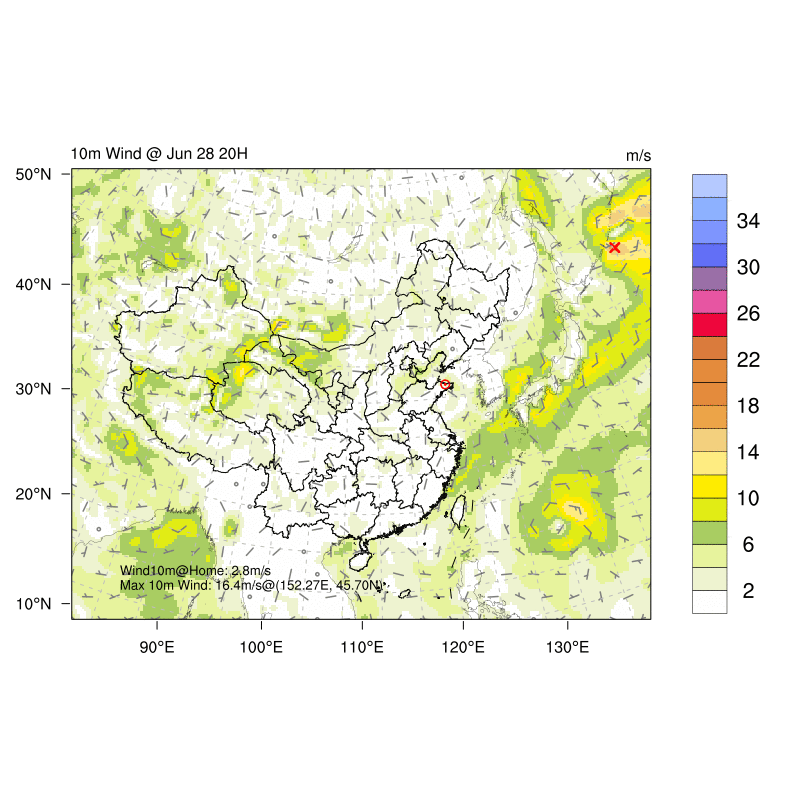 10m Wind @ Jun 28 20H
m/s
50°N
40°N
30°N
20°N
10°N
34
30
26
22
18
14
10
6
2
Wind10m@Home: 2.8m/s
Max 10m Wind: 16.4m/s@(152.27E, 45.70N)
90°E 100°E 110°E 120°E 130°E